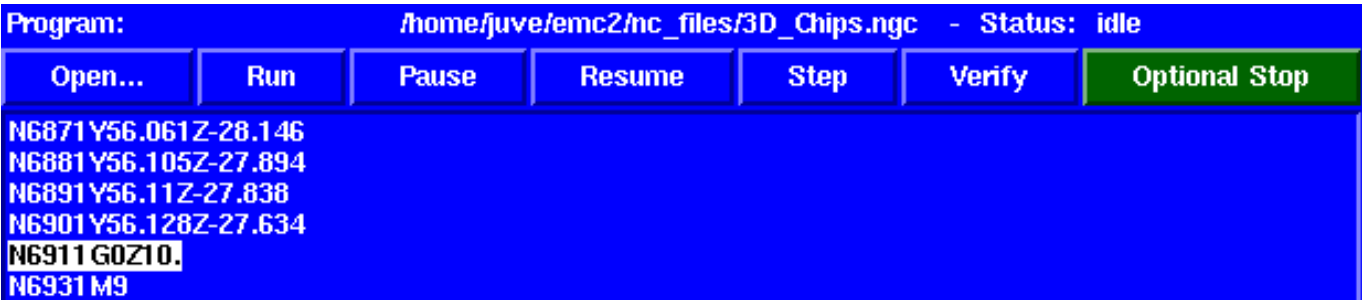 Program: /home/juve/emc2/nc_files/3D_Chips.ngc - Status: idle
Open... Run Pause Resume Step Verify Optional Stop
N6871Y56.061Z-28.146
N6881Y56.105Z-27.894
N6891Y56.11Z-27.838
N6901Y56.128Z-27.634
N6911G0Z10.
N6931M9